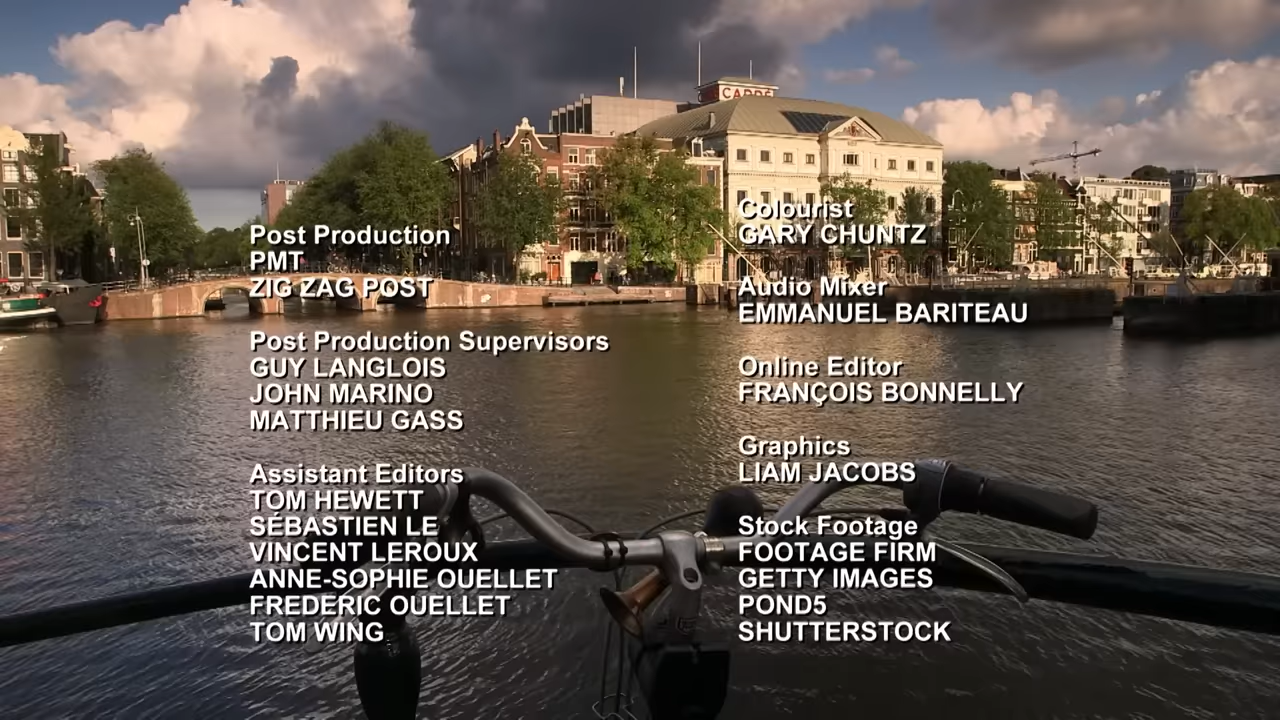 CARRÉ
Post Production
PMT
ZIG ZAG POST
Post Production Supervisors
GUY LANGLOIS
JOHN MARINO
MATTHIEU GASS
Assistant Editors
TOM HEWETT
SÉBASTIEN LE
VINCENT LEROUX
ANNE-SOPHIE OUELLET
FREDERIC OUELLET
TOM WING
Colourist
GARY CHUNTZ
Audio Mixer
EMMANUEL BARITEAU
Online Editor
FRANÇOIS BONNELLY
Graphics
LIAM JACOBS
Stock Footage
FOOTAGE FIRM
GETTY IMAGES
POND5
SHUTTERSTOCK